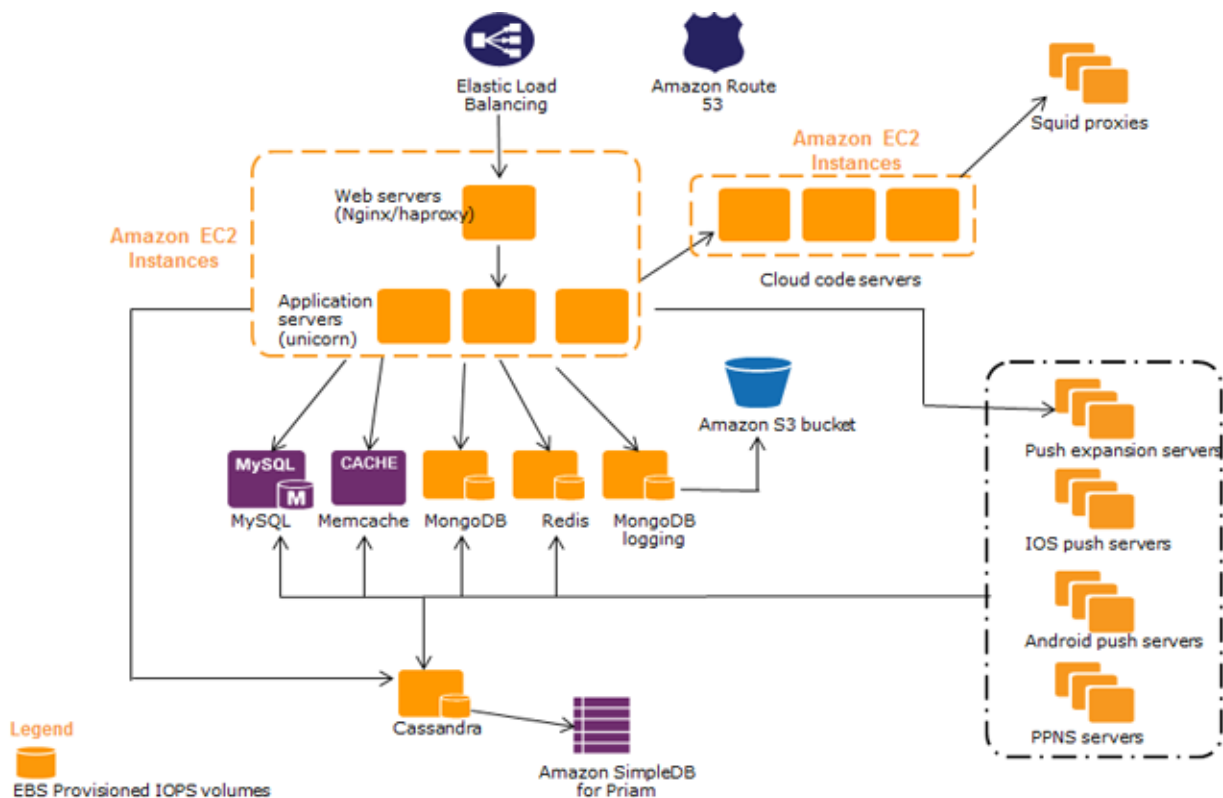 Elastic Load
Balancing
Amazon Route
53
Squid proxies
Amazon EC2
Instances
Web servers
(Nginx/haproxy)
Amazon EC2
Instances
Cloud code servers
Application
servers
(unicorn)
Amazon S3 bucket
Push expansion servers
MySQL
M
CACHE
MySQL
Memcache
MongoDB
Redis
MongoDB
logging
IOS push servers
Android push servers
Cassandra
PPNS servers
Legend
EBS Provisioned IOPS volumes
Amazon SimpleDB
for Priam